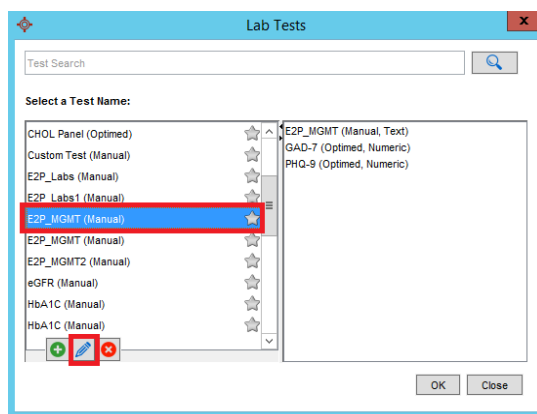 Lab Tests
x
Test Search
Select a Test Name:
CHOL Panel (Optimed)
Custom Test (Manual)
E2P_Labs (Manual)
E2P_Labs1 (Manual)
E2P_MGMT (Manual)
E2P_MGMT (Manual)
E2P_MGMT2 (Manual)
eGFR (Manual)
HbA1C (Manual)
HbA1C (Manual)
E2P_MGMT (Manual, Text)
GAD-7 (Optimed, Numeric)
PHQ-9 (Optimed, Numeric)
OK
Close